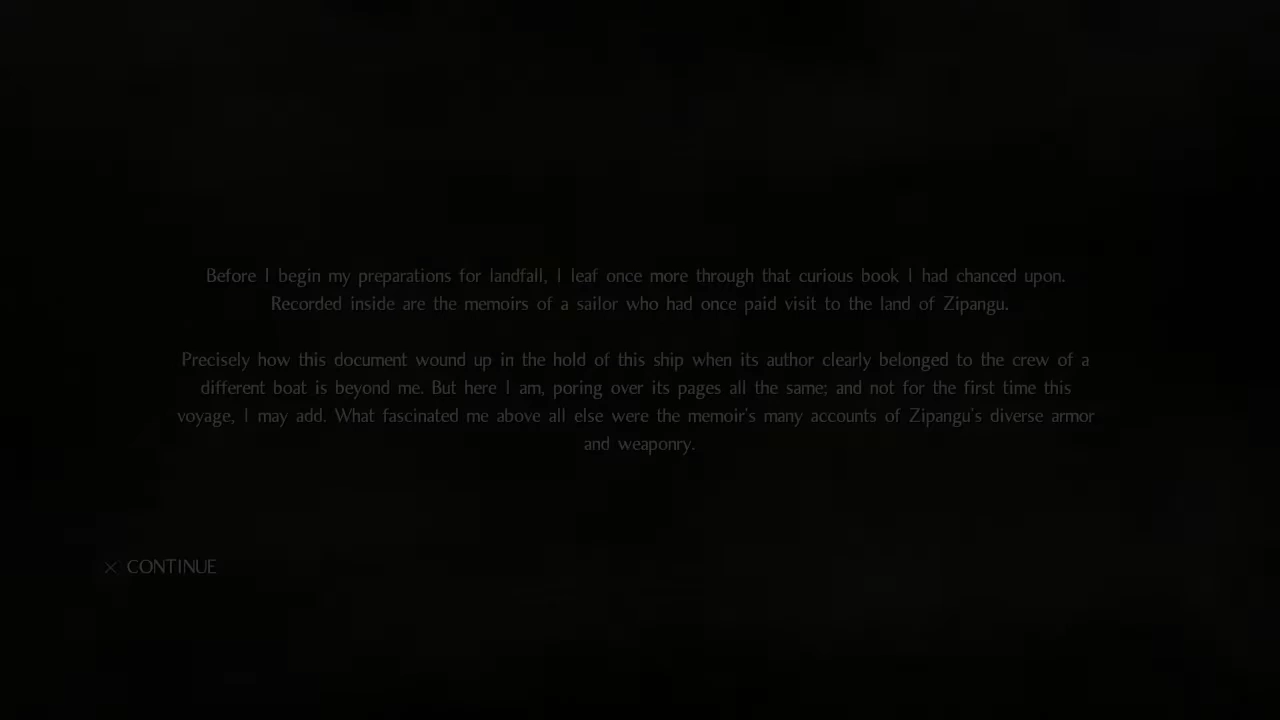 Before I begin my preparations for landfall, I leaf once more through that curious book I had chanced upon.
Recorded inside are the memoirs of a sailor who had once paid visit to the land of Zipangu.
Precisely how this document wound up in the hold of this ship when its author clearly belonged to the crew of a
different boat is beyond me. But here I am, poring over its pages all the same; and not for the first time this
voyage, I may add. What fascinated me above all else were the memoir's many accounts of Zipangu's diverse armor
and weaponry.
CONTINUE